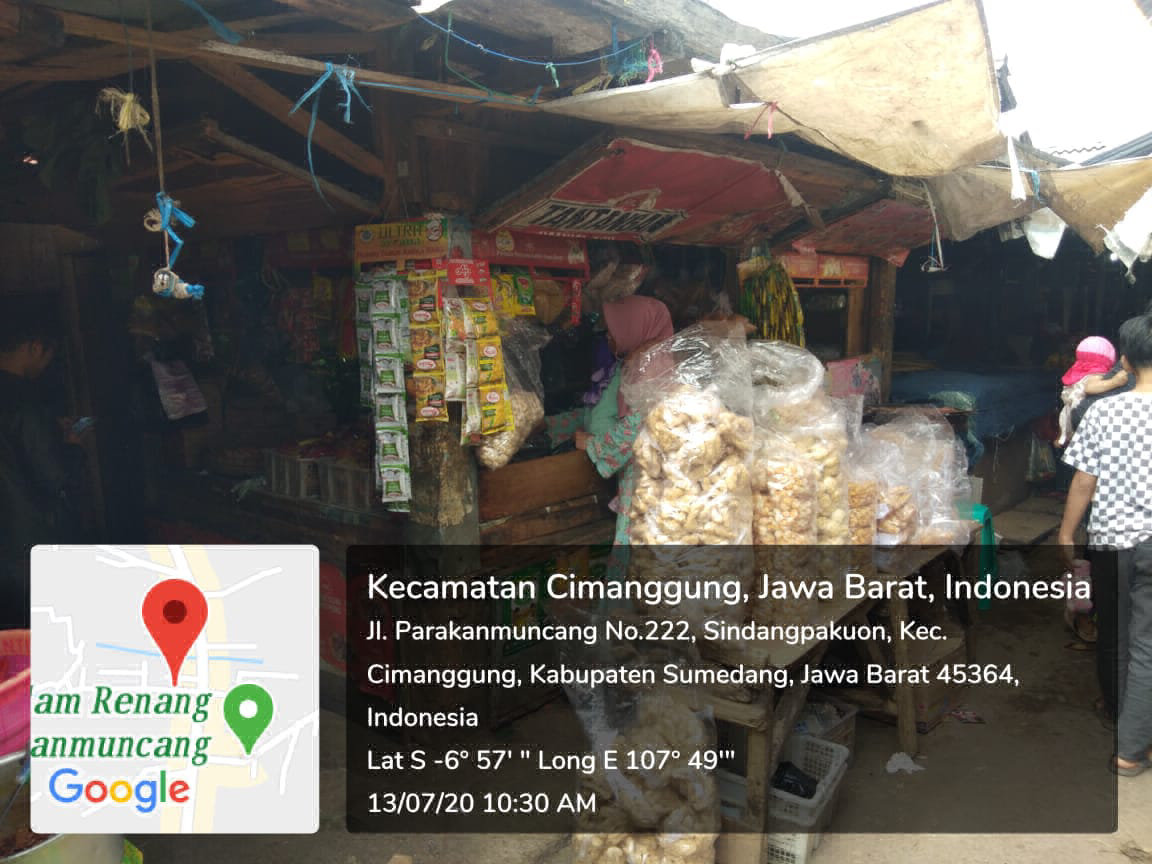 ULTRA
TANTANGAN
Kecamatan Cimanggung, Jawa Barat, Indonesia
Jl. Parakanmuncang No.222, Sindangpakuon, Kec.
Cimanggung, Kabupaten Sumedang, Jawa Barat 45364,
Indonesia
Lat S -6° 57' " Long E 107° 49'"
13/07/20 10:30 AM
lam Renang
anmuncang
Google